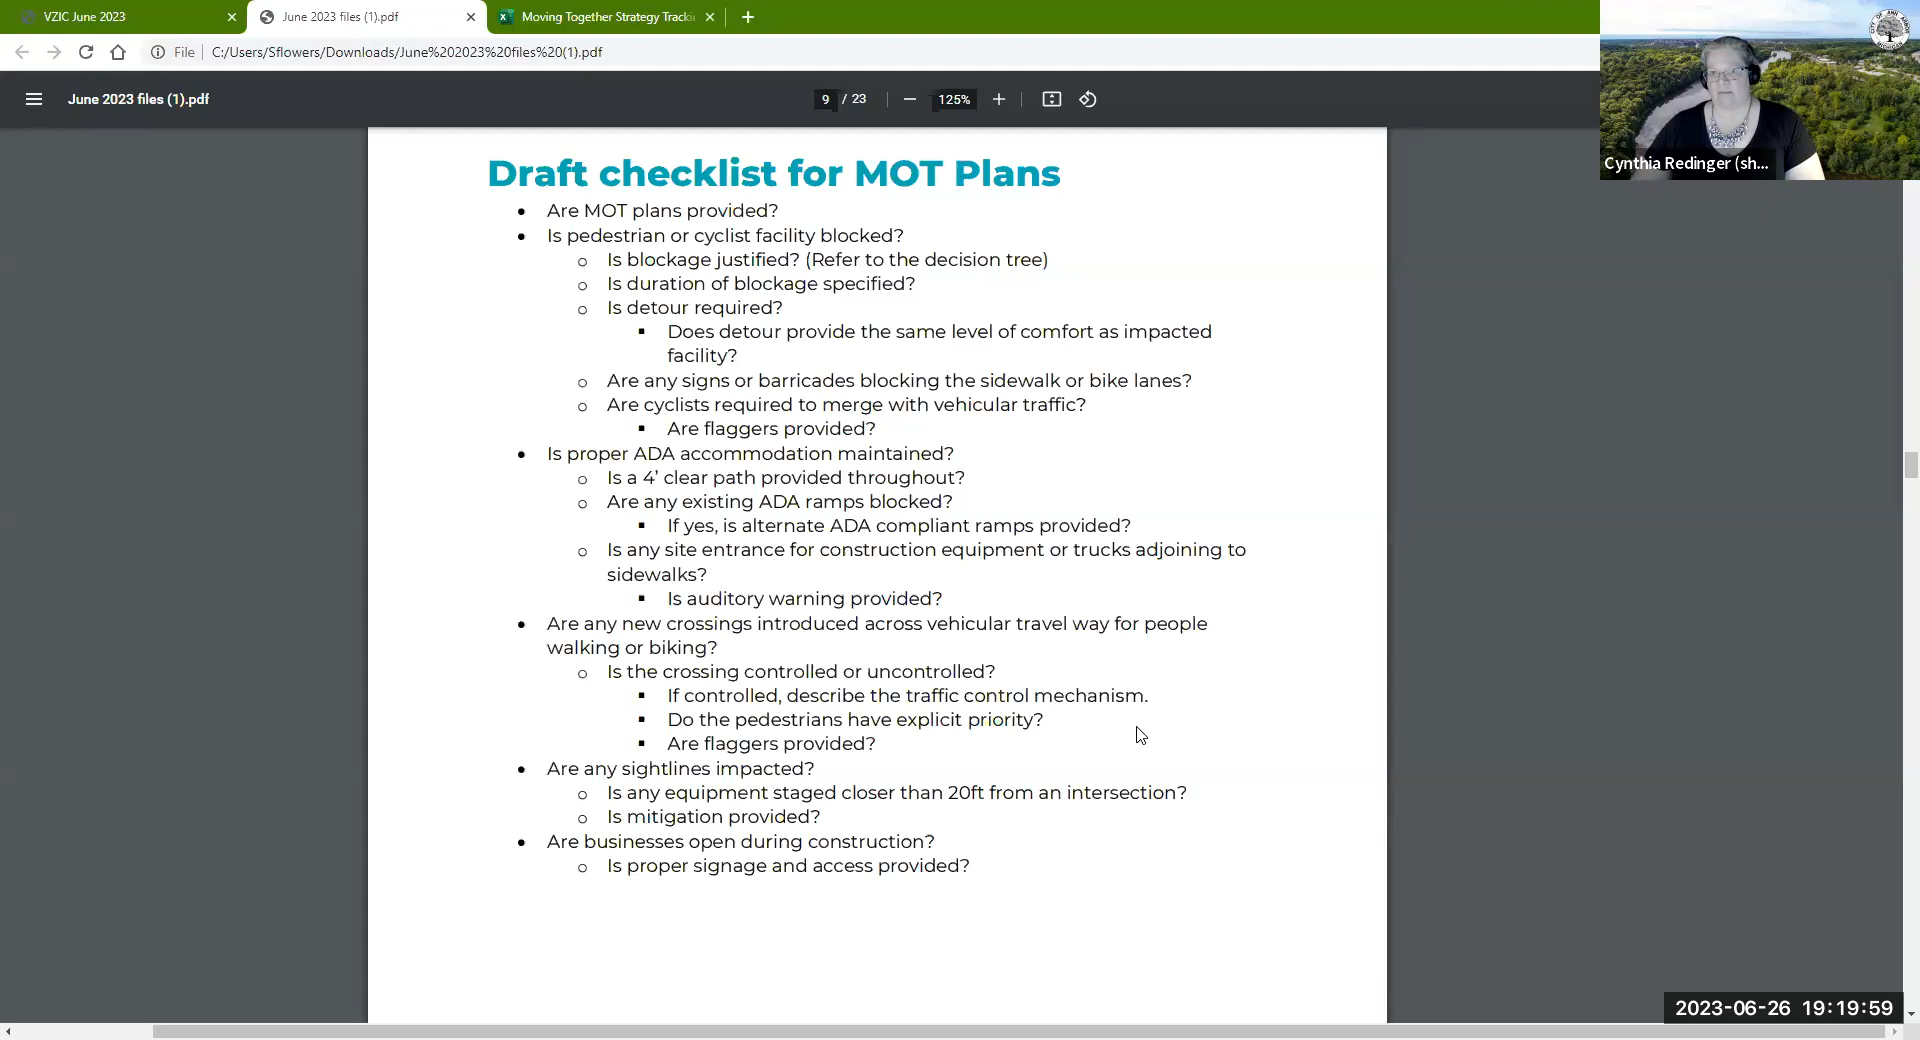 VZIC June 2023
June 2023 files (1).pdf
Moving Together Strategy Tracki
File
C:/Users/Sflowers/Downloads/June%202023%20files%20(1).pdf
June 2023 files (1).pdf
9 / 23
125%
Cynthia Redinger (sh...
Draft checklist for MOT Plans
• Are MOT plans provided?
• Is pedestrian or cyclist facility blocked?
o Is blockage justified? (Refer to the decision tree)
o Is duration of blockage specified?
o Is detour required?
▪ Does detour provide the same level of comfort as impacted
facility?
o Are any signs or barricades blocking the sidewalk or bike lanes?
o Are cyclists required to merge with vehicular traffic?
▪ Are flaggers provided?
• Is proper ADA accommodation maintained?
o Is a 4’ clear path provided throughout?
o Are any existing ADA ramps blocked?
▪ If yes, is alternate ADA compliant ramps provided?
o Is any site entrance for construction equipment or trucks adjoining to
sidewalks?
▪ Is auditory warning provided?
• Are any new crossings introduced across vehicular travel way for people
walking or biking?
o Is the crossing controlled or uncontrolled?
▪ If controlled, describe the traffic control mechanism.
▪ Do the pedestrians have explicit priority?
▪ Are flaggers provided?
• Are any sightlines impacted?
o Is any equipment staged closer than 20ft from an intersection?
o Is mitigation provided?
• Are businesses open during construction?
o Is proper signage and access provided?
2023-06-26 19:19:59